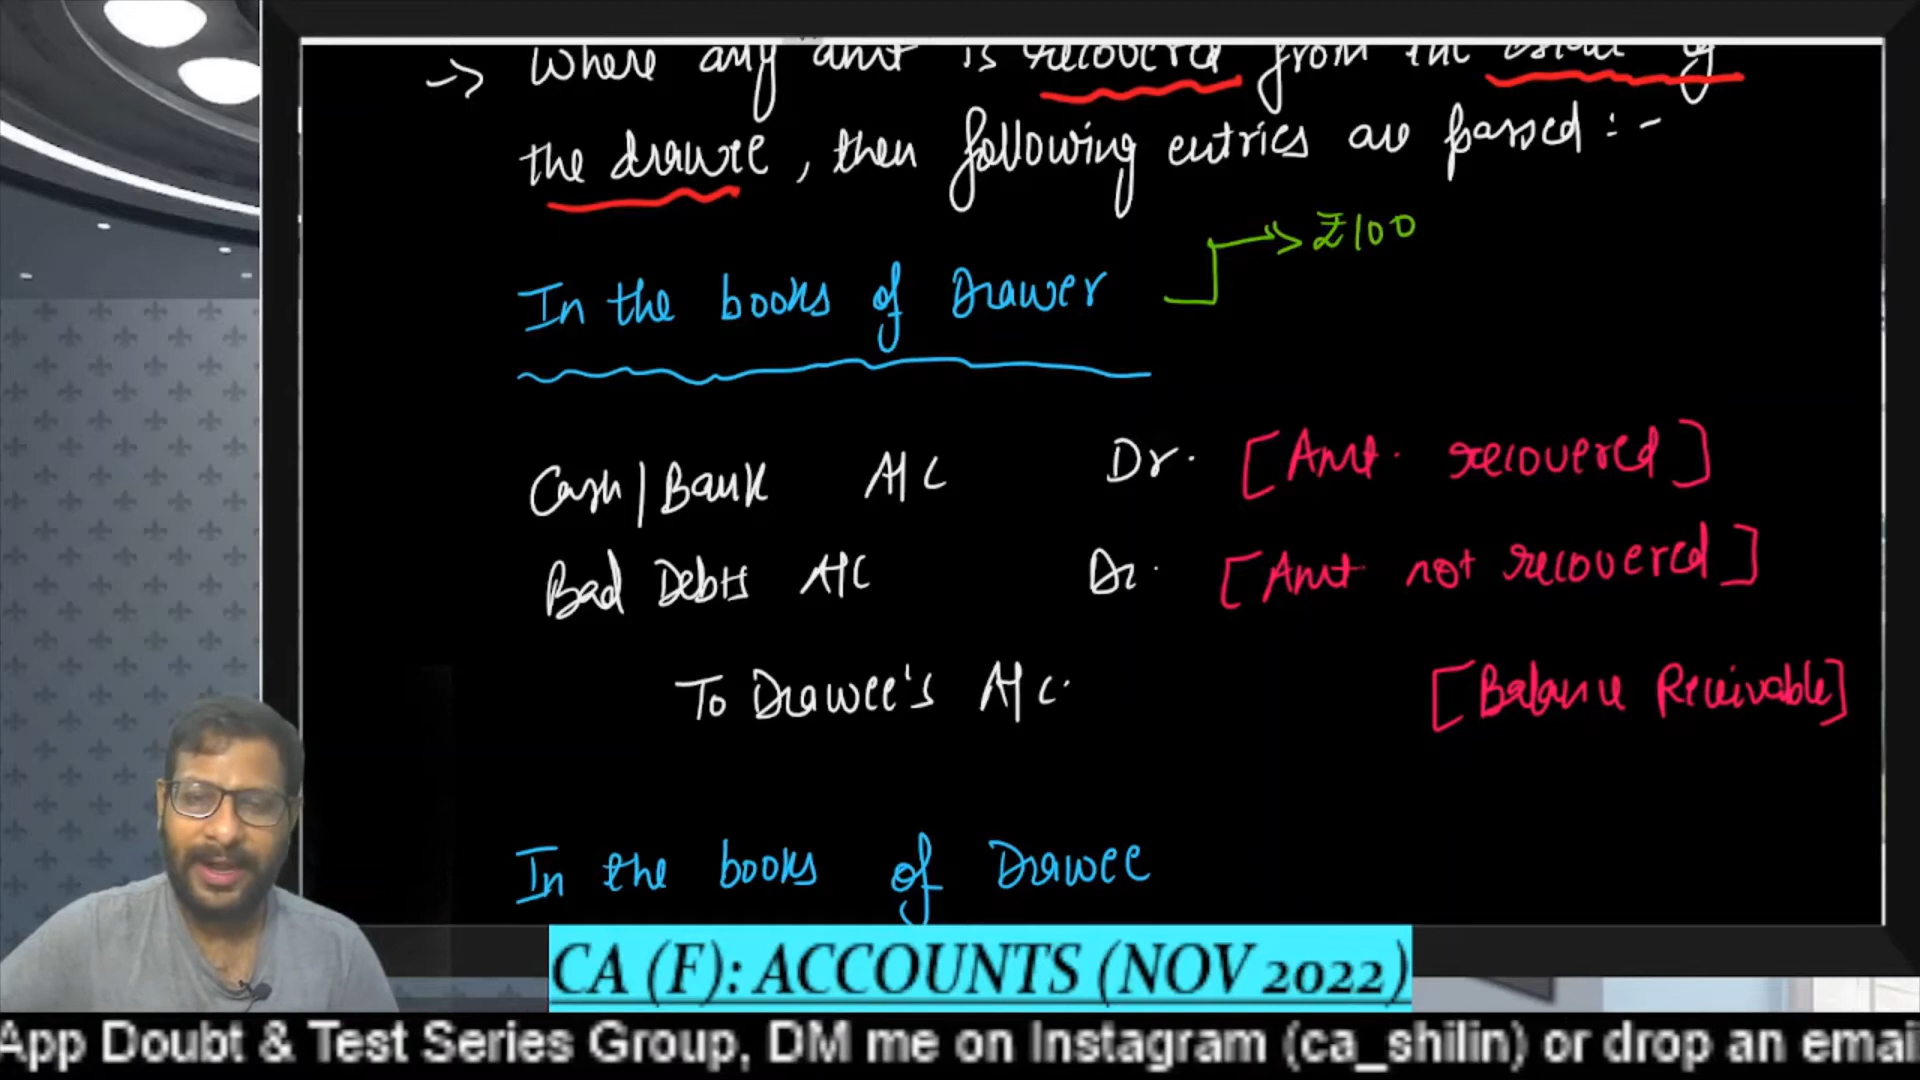 -> Where any amt is recovered from the estate of
the drawee, then following entries are passed :-
→ ₹100
In the books of Drawer
Cash/Bank A/C Dr. [Amt. recovered]
Bad Debts A/C Dr. [Amt not recovered]
To Drawee's A/C. [Balance Receivable]
In the books of Drawee
CA (F): ACCOUNTS (NOV 2022)
App Doubt & Test Series Group, DM me on Instagram (ca_shilin) or drop an email